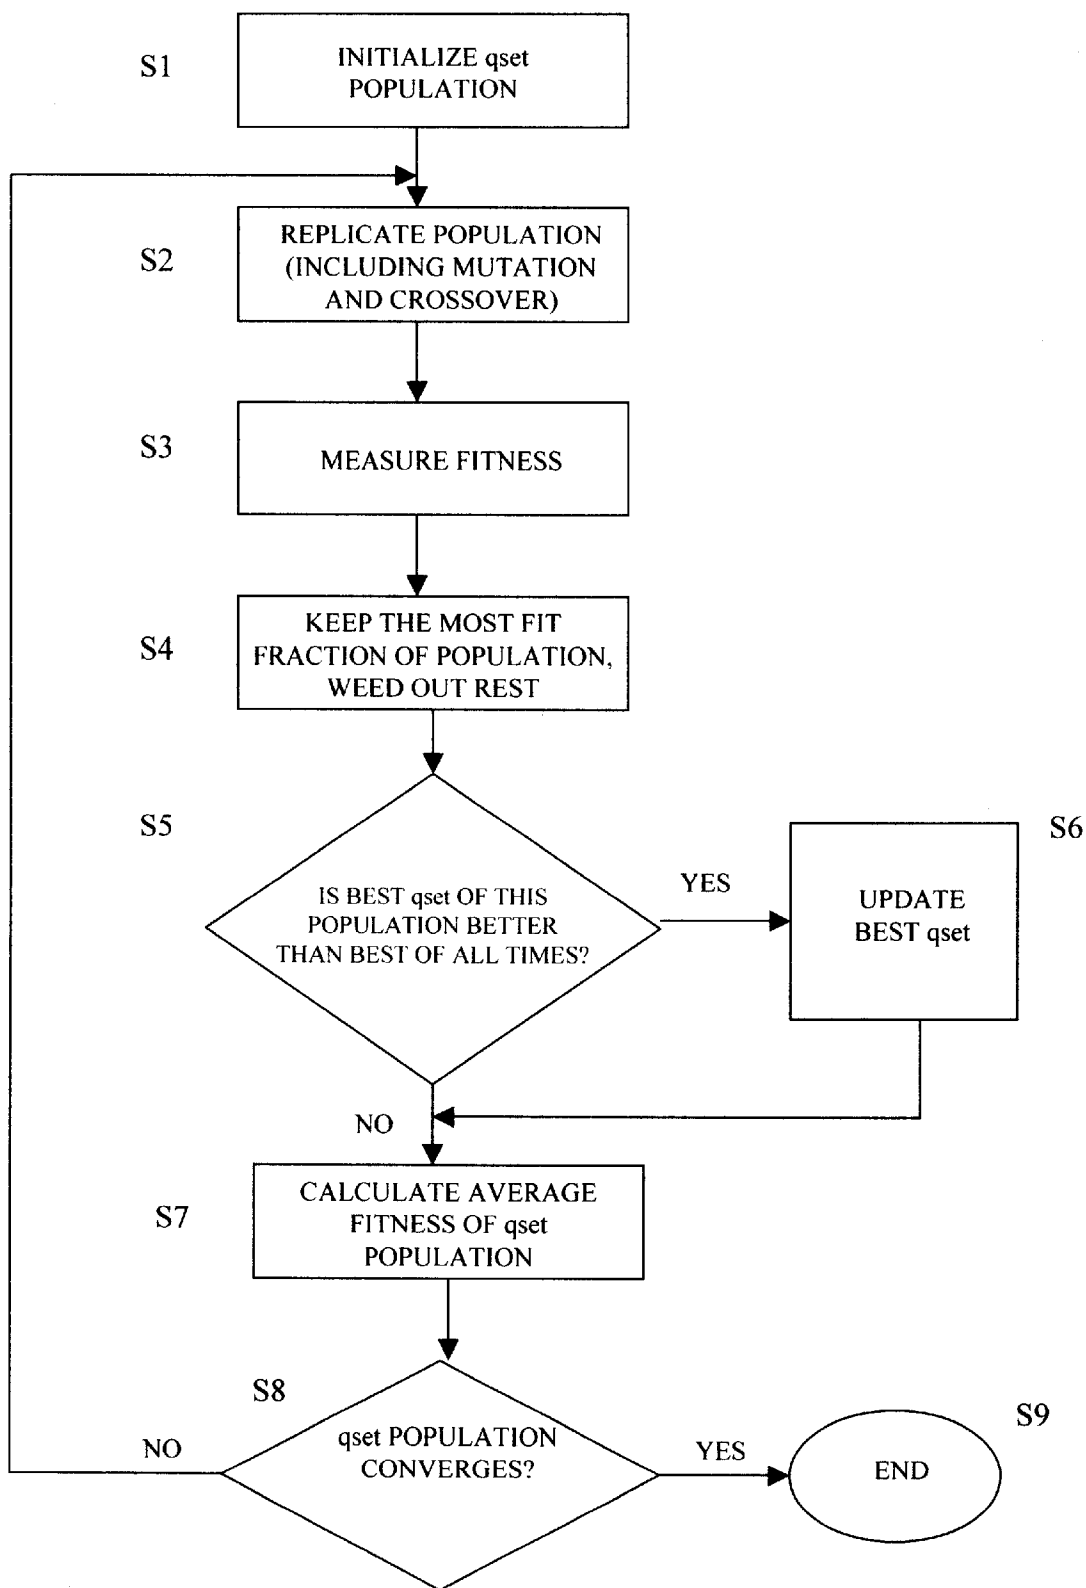 S1
INITIALIZE qset
POPULATION
S2
REPLICATE POPULATION
(INCLUDING MUTATION
AND CROSSOVER)
S3
MEASURE FITNESS
S4
KEEP THE MOST FIT
FRACTION OF POPULATION,
WEED OUT REST
S5
IS BEST qset OF THIS
POPULATION BETTER
THAN BEST OF ALL TIMES?
YES
S6
UPDATE
BEST qset
NO
S7
CALCULATE AVERAGE
FITNESS OF qset
POPULATION
S8
qset POPULATION
CONVERGES?
NO
YES
S9
END